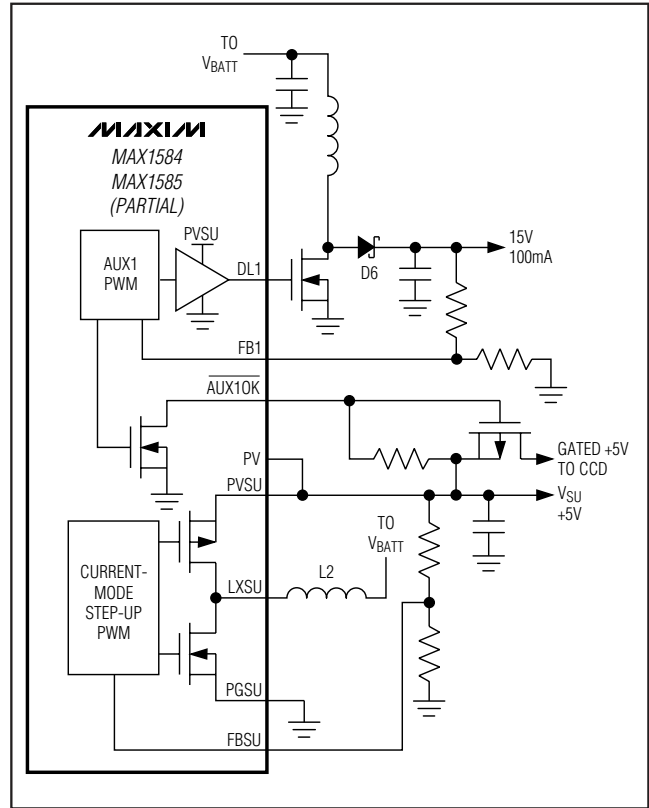 TO
VBATT
MAXIM
MAX1584
MAX1585
(PARTIAL)
PVSU
AUX1
PWM
DL1
D6
15V
100mA
FB1
AUX1OK
PV
PVSU
GATED +5V
TO CCD
VSU
+5V
TO
VBATT
CURRENT-
MODE
STEP-UP
PWM
LXSU
L2
PGSU
FBSU